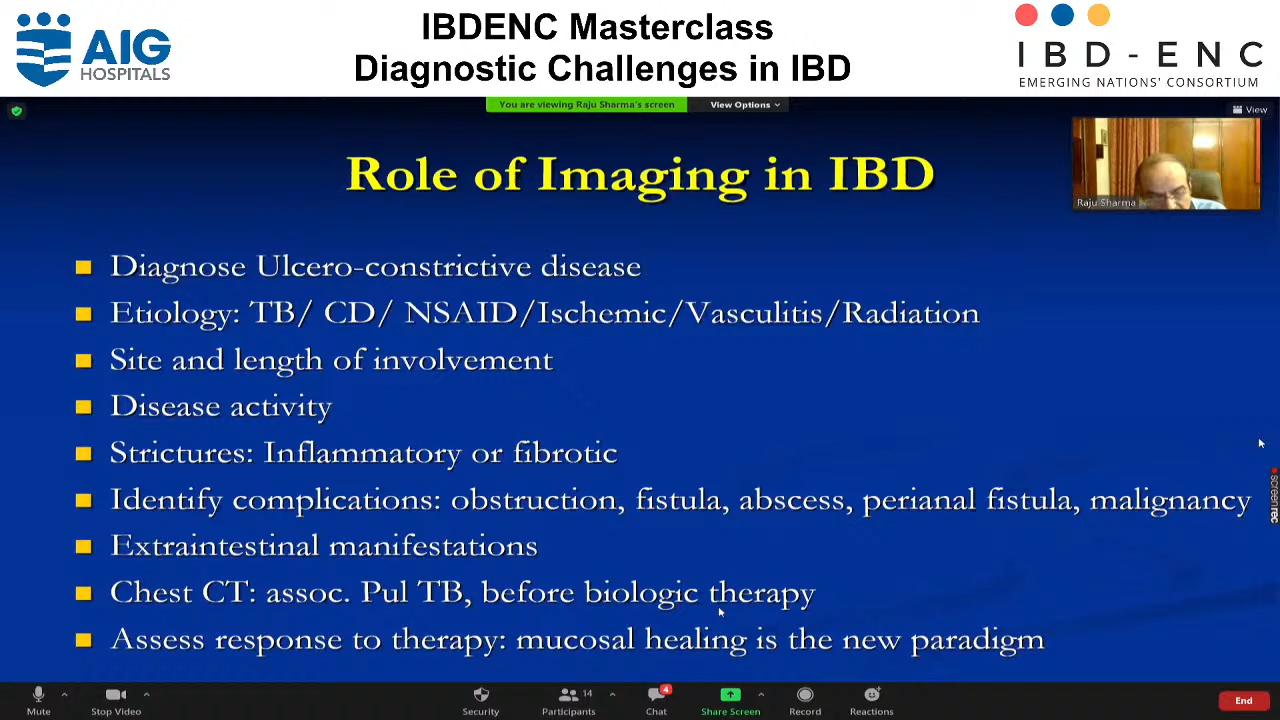 IBDENC Masterclass
Diagnostic Challenges in IBD
AIG
HOSPITALS
IBD-ENC
EMERGING NATIONS' CONSORTIUM
You are viewing Raju Sharma's screen
View Options
View
Raju Sharma
Role of Imaging in IBD
Diagnose Ulcero-constrictive disease
Etiology: TB/ CD/ NSAID/Ischemic/Vasculitis/Radiation
Site and length of involvement
Disease activity
Strictures: Inflammatory or fibrotic
Identify complications: obstruction, fistula, abscess, perianal fistula, malignancy
Extraintestinal manifestations
Chest CT: assoc. Pul TB, before biologic therapy
Assess response to therapy: mucosal healing is the new paradigm
screenrec
Mute
Stop Video
Security
Participants 14
Chat 4
Share Screen
Record
Reactions
End